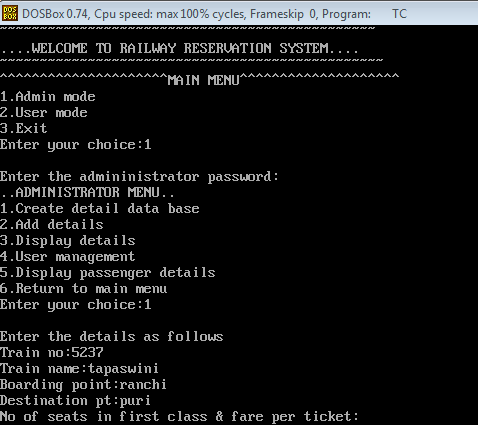 DOSBox 0.74, Cpu speed: max 100% cycles, Frameskip 0, Program: TC
~~~~~~~~~~~~~~~~~~~~~~~~~~~~~~~~~~~~~~~~~~~~~~~
....WELCOME TO RAILWAY RESERVATION SYSTEM....
~~~~~~~~~~~~~~~~~~~~~~~~~~~~~~~~~~~~~~~~~~~~~~~~
^^^^^^^^^^^^^^^^^^^^^MAIN MENU^^^^^^^^^^^^^^^^^^^^
1.Admin mode
2.User mode
3.Exit
Enter your choice:1
Enter the admininistrator password:
..ADMINISTRATOR MENU..
1.Create detail data base
2.Add details
3.Display details
4.User management
5.Display passenger details
6.Return to main menu
Enter your choice:1
Enter the details as follows
Train no:5237
Train name:tapaswini
Boarding point:ranchi
Destination pt:puri
No of seats in first class & fare per ticket: